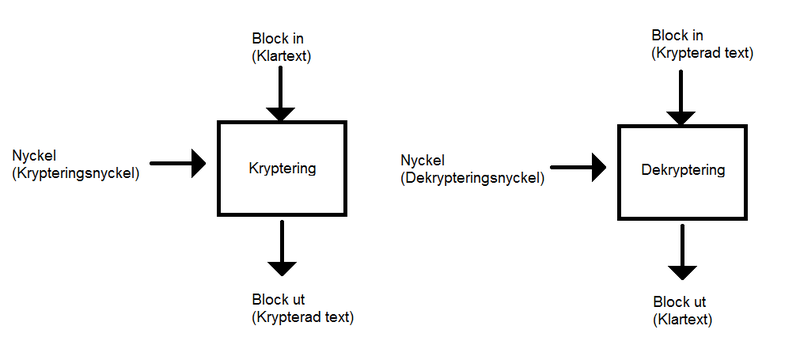 Block in
(Klartext)
Nyckel
(Krypteringsnyckel)
Kryptering
Block ut
(Krypterad text)
Block in
(Krypterad text)
Nyckel
(Dekrypteringsnyckel)
Dekryptering
Block ut
(Klartext)